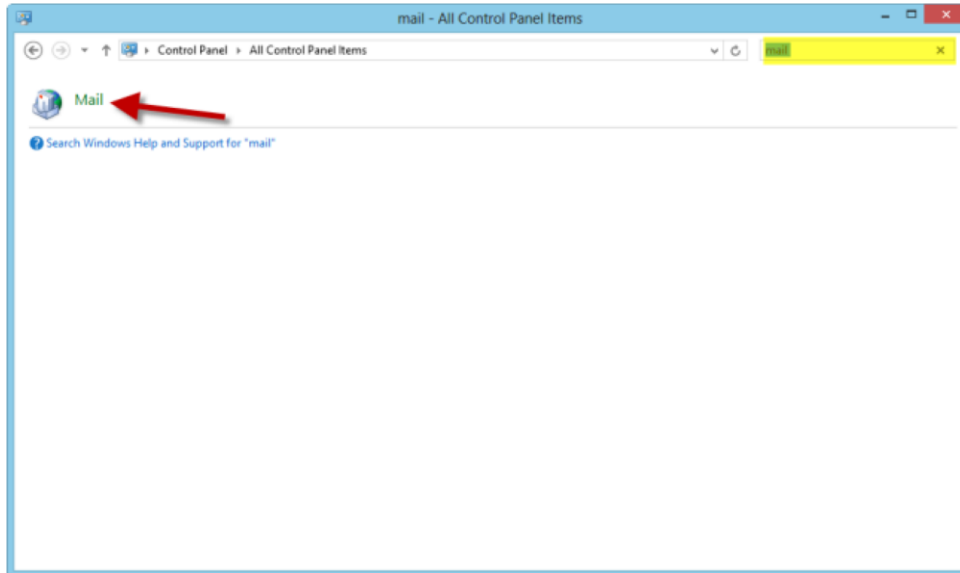 mail - All Control Panel Items
Control Panel All Control Panel Items
mail
Mail
Search Windows Help and Support for "mail"